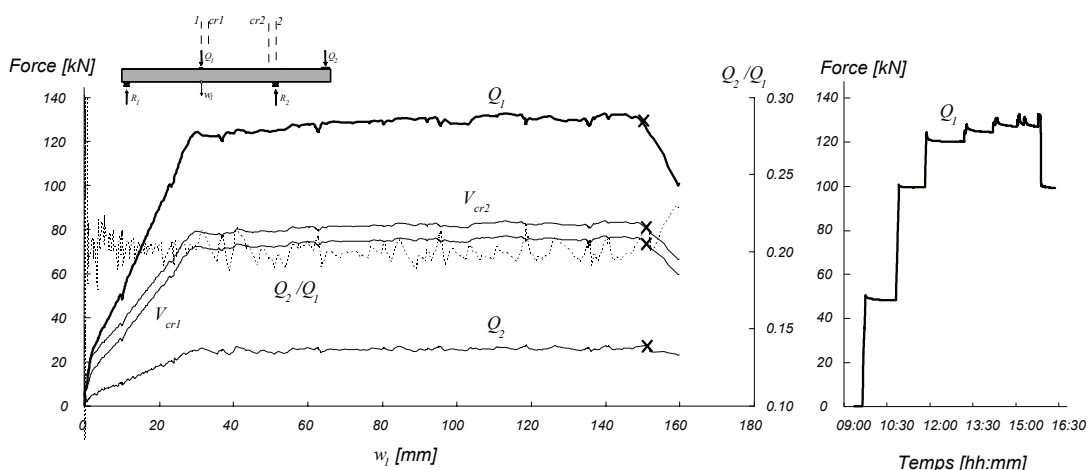 1 cr1 cr2 2
Q1 Q2
R1 w1 R2
Force [kN]
Q2 /Q1
Force [kN]
140 0.30 140
120 120
0.25
100 100
80 80
0.20
60 60
40 40
0.15
20 20
0 0.10 0
Q1
Vcr2
Vcr1
Q2 /Q1
Q2
Q1
0 20 40 60 80 100 120 140 160 180
w1 [mm]
09:00 10:30 12:00 13:30 15:00 16:30
Temps [hh:mm]